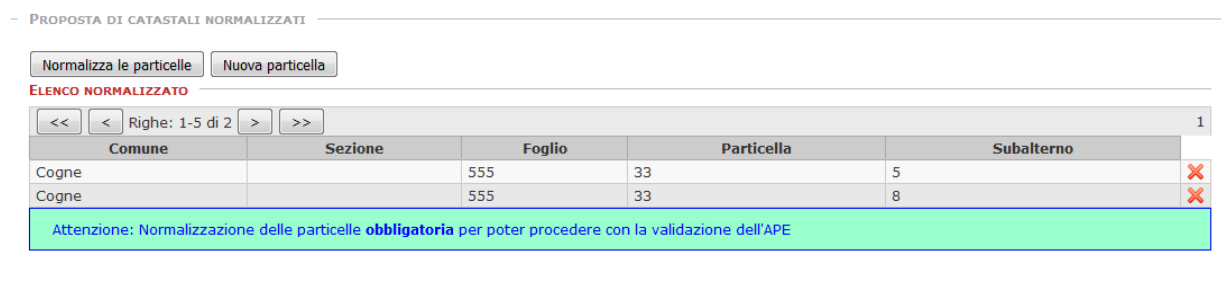 PROPOSTA DI CATASTALI NORMALIZZATI
Normalizza le particelle Nuova particella
ELENCO NORMALIZZATO
<< < Righe: 1-5 di 2 > >> 1
Comune Sezione Foglio Particella Subalterno
Cogne 555 33 5
Cogne 555 33 8
Attenzione: Normalizzazione delle particelle obbligatoria per poter procedere con la validazione dell'APE